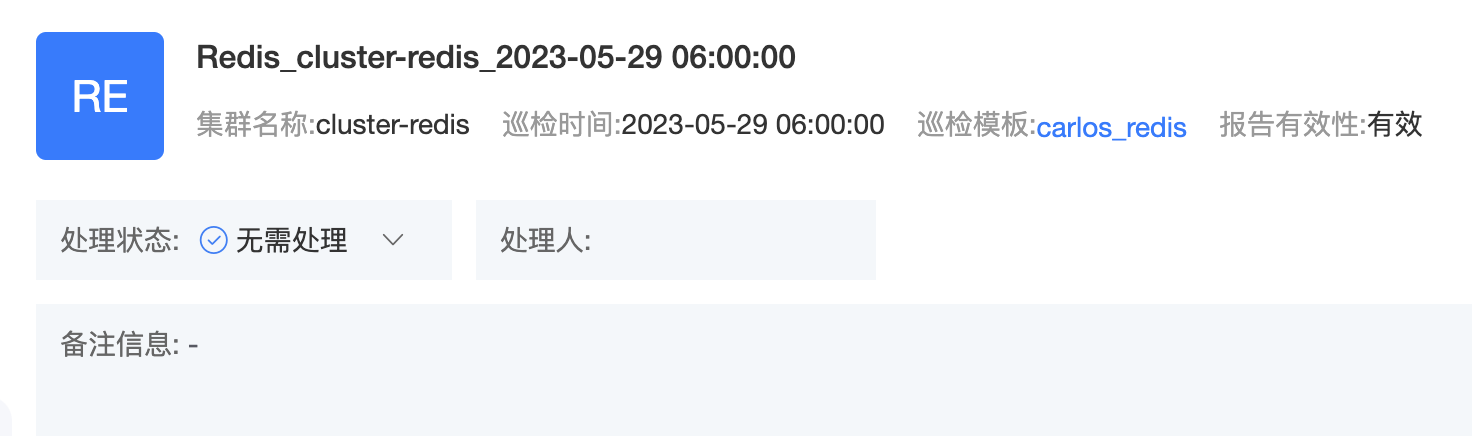 RE
Redis_cluster-redis_2023-05-29 06:00:00
集群名称:cluster-redis 巡检时间:2023-05-29 06:00:00 巡检模板:carlos_redis 报告有效性:有效
处理状态: 无需处理 处理人:
备注信息: -